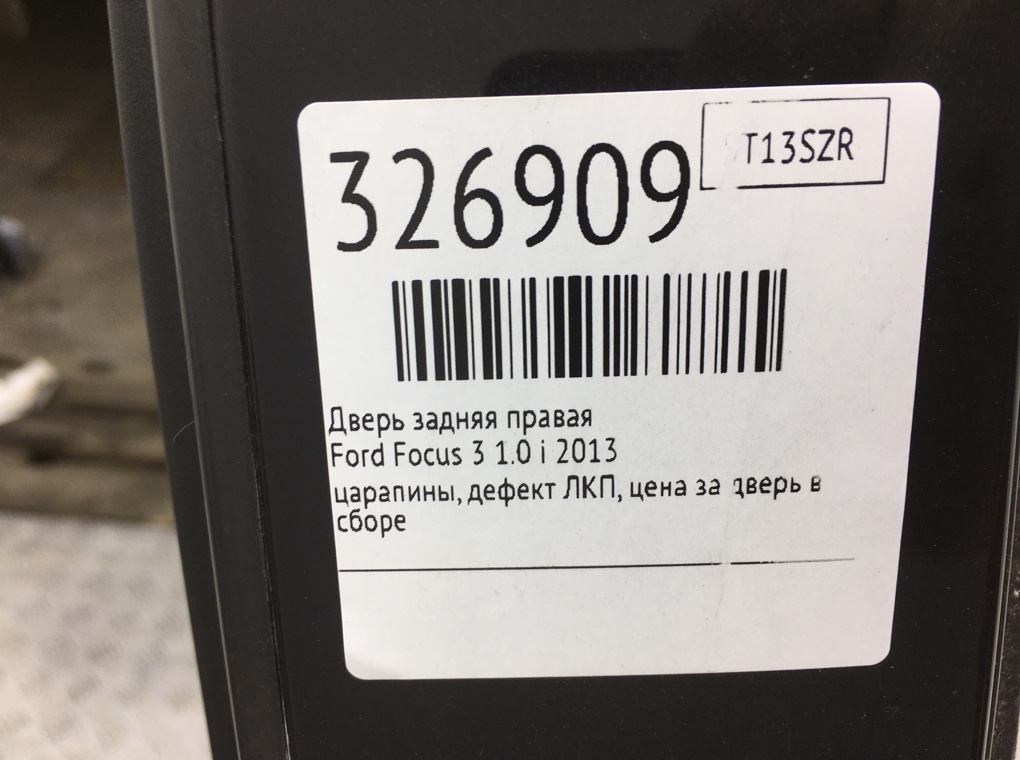 326909
T13SZR
Дверь задняя правая
Ford Focus 3 1.0 i 2013
царапины, дефект ЛКП, цена за дверь в
сборе